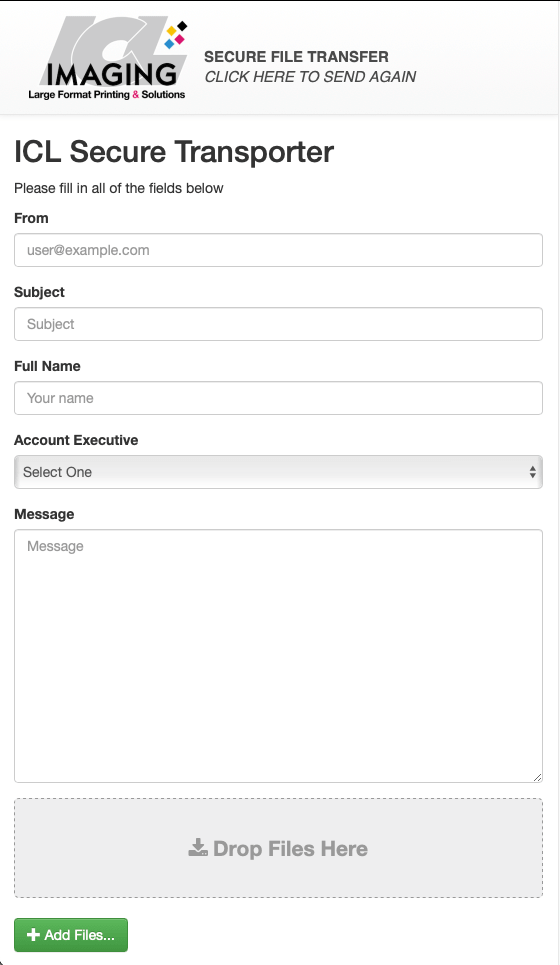 ICL
IMAGING
Large Format Printing & Solutions
SECURE FILE TRANSFER
CLICK HERE TO SEND AGAIN
ICL Secure Transporter
Please fill in all of the fields below
From
user@example.com
Subject
Subject
Full Name
Your name
Account Executive
Select One
Message
Message
Drop Files Here
Add Files...